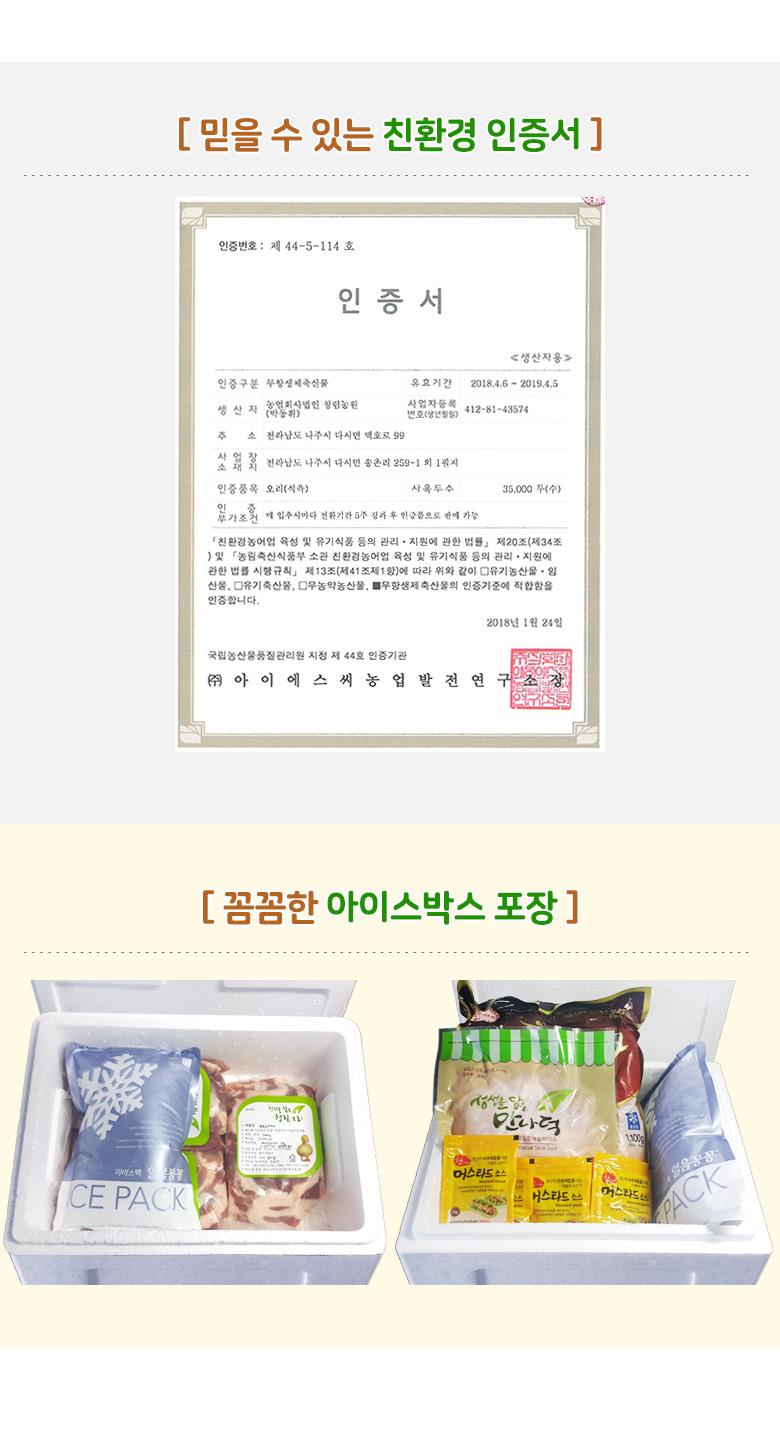 [ 믿을 수 있는 친환경 인증서 ]
인증번호 : 제 44-5-114 호
인 증 서
≪생산자용≫
인증구분 무항생제축산물 유효기간 2018.4.6 ~ 2019.4.5
생 산 자 농업회사법인 청림농원 (박동휘) 사업자등록번호(생년월일) 412-81-43574
주 소 전라남도 나주시 다시면 백호로 99
사 업 장 소 재 지 전라남도 나주시 다시면 송촌리 259-1 외 1필지
인증품목 오리(식육) 사육두수 35,000 두(수)
인 증 부가조건 매 입추시마다 전환기간 5주 경과 후 인증품으로 판매 가능
「친환경농어업 육성 및 유기식품 등의 관리・지원에 관한 법률」 제20조(제34조
) 및 「농림축산식품부 소관 친환경농어업 육성 및 유기식품 등의 관리・지원에
관한 법률 시행규칙」 제13조(제41조제1항)에 따라 위와 같이 □유기농산물・임
산물, □유기축산물, □무농약농산물, ■무항생제축산물의 인증기준에 적합함을
인증합니다.
2018년 1월 24일
국립농산물품질관리원 지정 제 44호 인증기관
㈜ 아 이 에 스 씨 농 업 발 전 연 구 소 장
[ 꼼꼼한 아이스박스 포장 ]
아이스팩 얼음꽁꽁
ICE PACK
정성을 담은
만나덕
1,100g
머스타드 소스
Mustard sauce
머스타드 소스
Mustard sauce
머스타드 소스
얼음꽁꽁
PACK